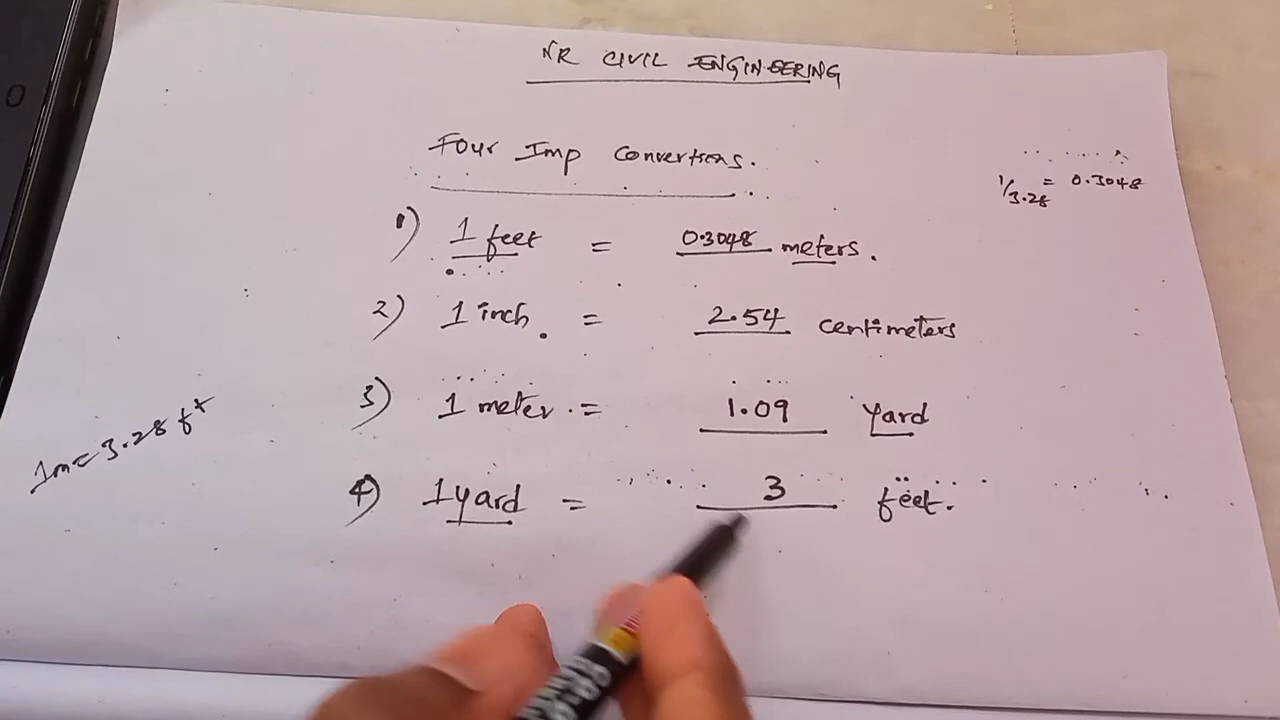 NR CIVIL ENGINEERING
Four Imp Convertions.
1/3.28 = 0.3048
1) 1 feet = 0.3048 meters.
2) 1 inch. = 2.54 centimeters
3) 1 meter. = 1.09 yard
1m = 3.28 ft
4) 1 yard = 3 feet.